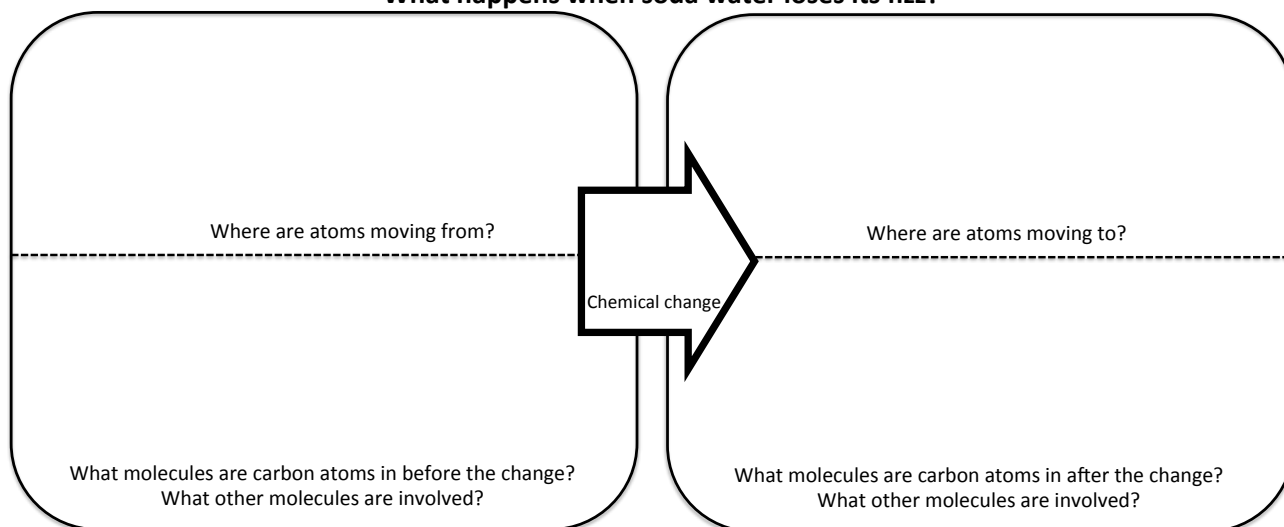 What happens when soda water loses its fizz?
Where are atoms moving from?
Where are atoms moving to?
Chemical change
What molecules are carbon atoms in before the change?
What other molecules are involved?
What molecules are carbon atoms in after the change?
What other molecules are involved?